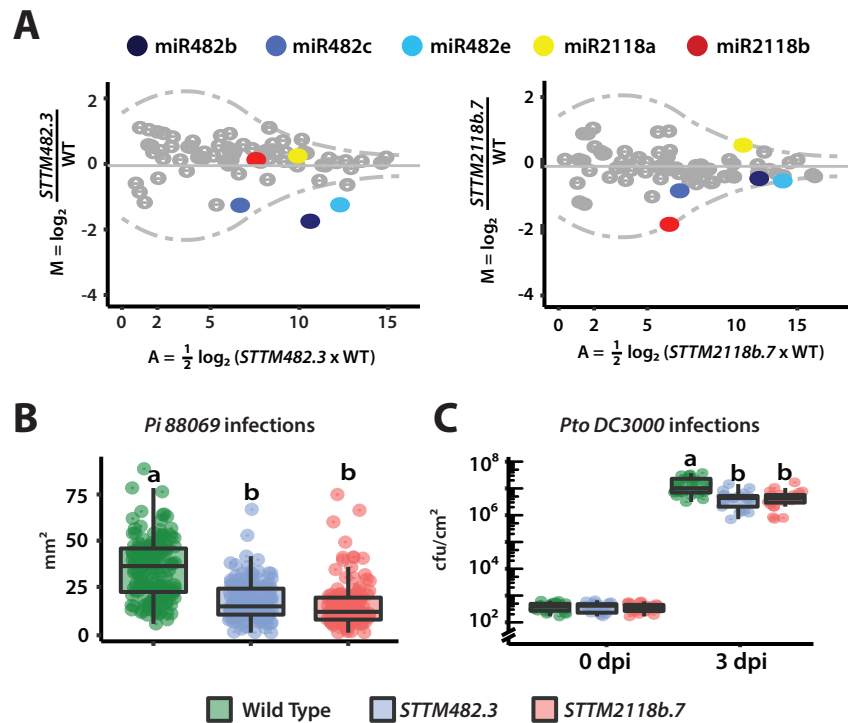 A
miR482b miR482c miR482e miR2118a miR2118b
M = log₂ STTM482.3 / WT
2
0
-2
-4
0 2 5 10 15
A = 1/2 log₂ (STTM482.3 x WT)
M = log₂ STTM2118b.7 / WT
2
0
-2
-4
0 2 5 10 15
A = 1/2 log₂ (STTM2118b.7 x WT)
B
Pi 88069 infections
mm²
75
50
25
0
a b b
C
Pto DC3000 infections
cfu/cm²
10⁸
10⁶
10⁴
10²
a b b
0 dpi 3 dpi
Wild Type STTM482.3 STTM2118b.7